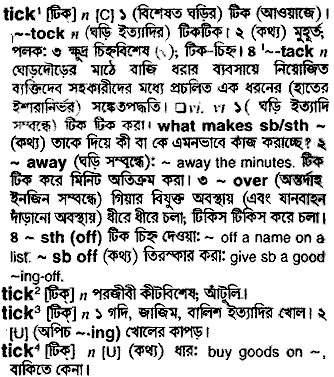 tick¹ [টিক্] n [C] ১ (বিশেষত ঘড়ির) টিক (আওয়াজে)।
~-tock n (ঘড়ি ইত্যাদির) টিকটিক। ২ (কথ্য) মুহূর্ত,
পলক: ৩ ক্ষুদ্র চিহ্নবিশেষ (√); টিক-চিহ্ন। ৪ '~-tack n
ঘোড়দৌড়ের মাঠে বাজি ধরার ব্যবসায়ে নিয়োজিত
ব্যক্তিদেব সহকারীদের মধ্যে প্রচলিত এক ধরনের (হাতের
ইশারানির্ভর) সঙ্কেতপদ্ধতি। □vi, vt ১ (ঘড়ি ইত্যাদি
সম্বন্ধে) টিক টিক করা। what makes sb/sth ~
(কথ্য) তাকে দিয়ে কী বা কে এমনভাবে কাজ করাচ্ছে? ২
~ away (ঘড়ি সম্বন্ধে): ~ away the minutes. টিক
টিক করে মিনিট অতিক্রম করা। ৩ ~ over (অন্তর্দাহ
ইনজিন সম্বন্ধে) গিয়ার বিযুক্ত অবস্থায় (এবং যানবাহন
দাঁড়ানো অবস্থায়) ধীরে ধীরে চলা; টিকিস টিকিস করে চলা।
৪ ~ sth (off) টিক চিহ্ন দেওয়া: ~ off a name on a
list. ~ sb off (কথ্য) তিরস্কার করা: give sb a good
~ing-off.
tick² [টিক্] n পরজীবী কীটবিশেষ, আঁটুলি।
tick³ [টিক্] n ১ গদি, জাজিম, বালিশ ইত্যাদির খোল। ২
[U] (অপিচ ~·ing) খোলের কাপড়।
tick⁴ [টিক্] n [U] (কথ্য) ধার: buy goods on ~,
বাকিতে কেনা।